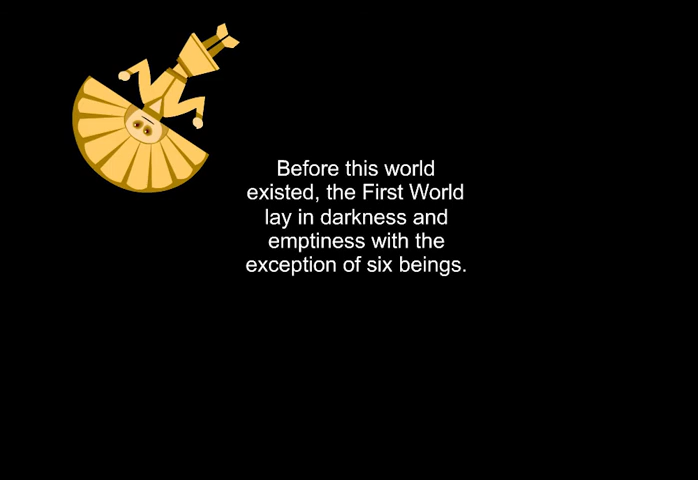 Before this world
existed, the First World
lay in darkness and
emptiness with the
exception of six beings.